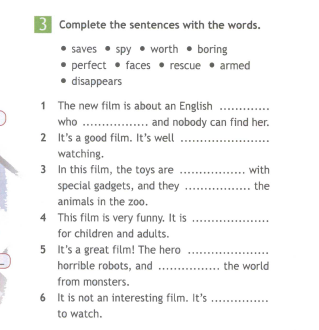 3 Complete the sentences with the words.
• saves • spy • worth • boring
• perfect • faces • rescue • armed
• disappears
1 The new film is about an English .............
who ................ and nobody can find her.
2 It's a good film. It's well ......................
watching.
3 In this film, the toys are ................ with
special gadgets, and they ................ the
animals in the zoo.
4 This film is very funny. It is ...................
for children and adults.
5 It's a great film! The hero ....................
horrible robots, and ............... the world
from monsters.
6 It is not an interesting film. It's ..............
to watch.